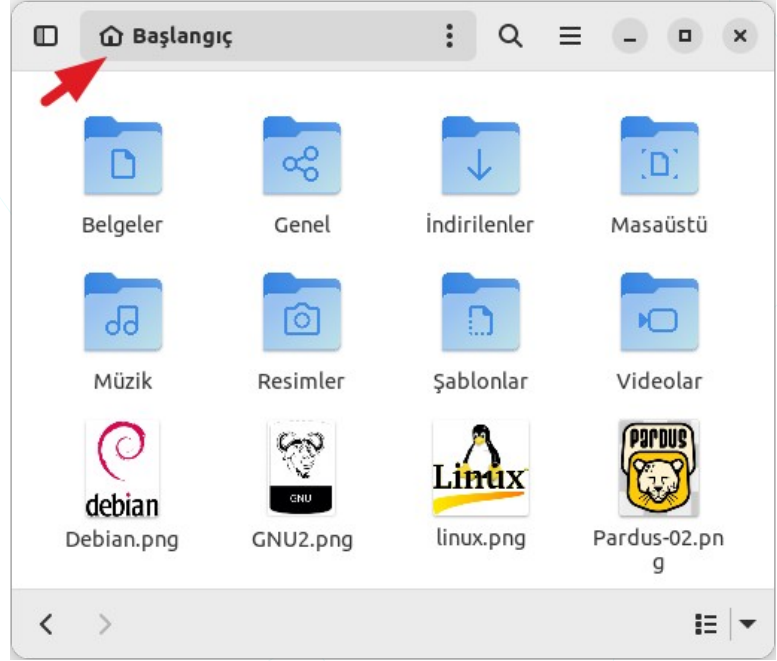 Başlangıç
Belgeler
Genel
İndirilenler
Masaüstü
Müzik
Resimler
Şablonlar
Videolar
debian
GNU
Linux
PARDUS
Debian.png
GNU2.png
linux.png
Pardus-02.pn
g